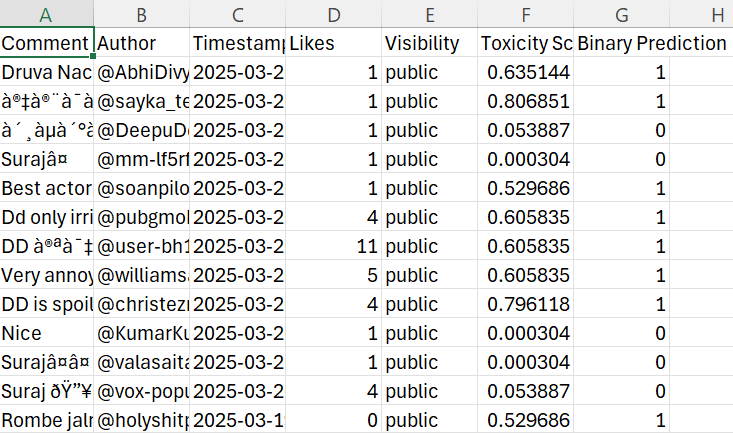 A B C D E F G H
Comment Author Timestamp Likes Visibility Toxicity Sc Binary Prediction
Druva Nac @AbhiDivy 2025-03-2 1 public 0.635144 1
à®‡à®¨à¯à @sayka_te 2025-03-2 1 public 0.806851 1
à´¸àµà´°à @DeepuDe 2025-03-2 1 public 0.053887 0
Surajâ¤ @mm-lf5rf 2025-03-2 1 public 0.000304 0
Best actor @soanpilo 2025-03-2 1 public 0.529686 1
Dd only irri @pubgmol 2025-03-2 4 public 0.605835 1
DD à®ªà¯‡ @user-bh1 2025-03-2 11 public 0.605835 1
Very annoy @williamsa 2025-03-2 5 public 0.605835 1
DD is spoil @christezr 2025-03-2 4 public 0.796118 1
Nice @KumarKu 2025-03-2 1 public 0.000304 0
Surajâ¤â¤ @valasaita 2025-03-2 1 public 0.000304 0
Suraj ðŸ”¥ @vox-popu 2025-03-2 4 public 0.053887 0
Rombe jalr @holyshitp 2025-03-1 0 public 0.529686 1